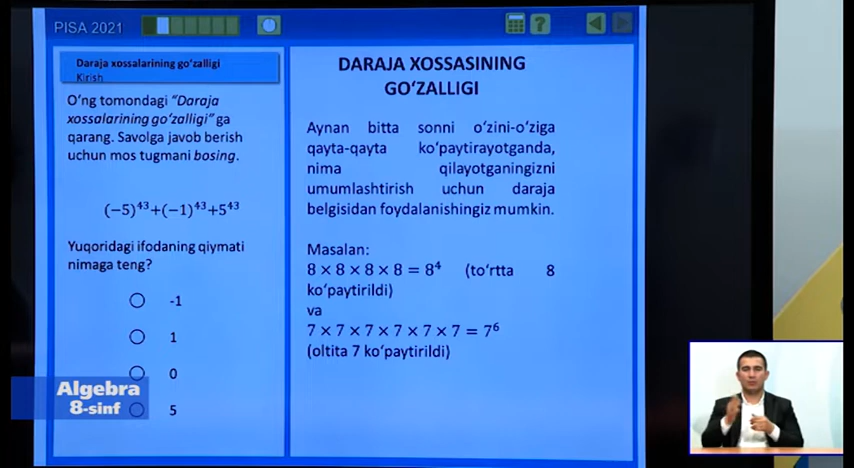 PISA 2021
?
Daraja xossalarining go‘zalligi
Kirish
O‘ng tomondagi “Daraja
xossalarining go‘zalligi” ga
qarang. Savolga javob berish
uchun mos tugmani bosing.
(−5)⁴³+(−1)⁴³+5⁴³
Yuqoridagi ifodaning qiymati
nimaga teng?
-1
1
0
5
DARAJA XOSSASINING
GO‘ZALLIGI
Aynan bitta sonni o‘zini-o‘ziga
qayta-qayta ko‘paytirayotganda,
nima qilayotganingizni
umumlashtirish uchun daraja
belgisidan foydalanishingiz mumkin.
Masalan:
8 × 8 × 8 × 8 = 8⁴ (to‘rtta 8
ko‘paytirildi)
va
7 × 7 × 7 × 7 × 7 × 7 = 7⁶
(oltita 7 ko‘paytirildi)
Algebra
8-sinf